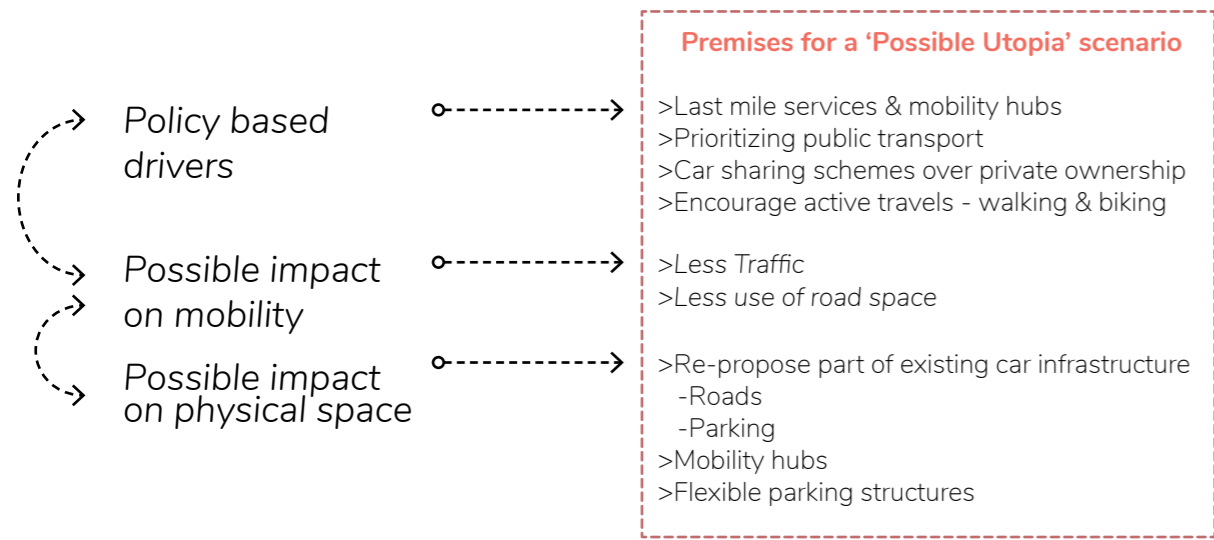 Premises for a ‘Possible Utopia’ scenario
Policy based
drivers
>Last mile services & mobility hubs
>Prioritizing public transport
>Car sharing schemes over private ownership
>Encourage active travels - walking & biking
Possible impact
on mobility
>Less Traffic
>Less use of road space
Possible impact
on physical space
>Re-propose part of existing car infrastructure
-Roads
-Parking
>Mobility hubs
>Flexible parking structures